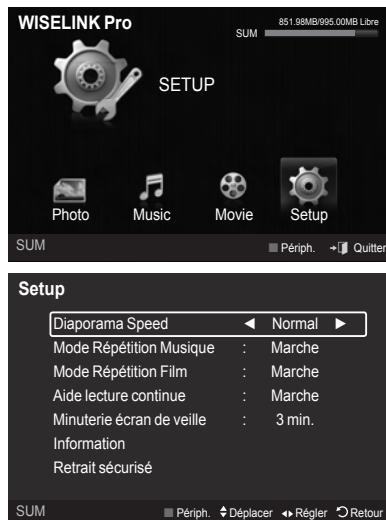 WISELINK Pro
851.98MB/995.00MB Libre
SUM
SETUP
Photo Music Movie Setup
SUM Périph. Quitter
Setup
Diaporama Speed ◄ Normal ►
Mode Répétition Musique : Marche
Mode Répétition Film : Marche
Aide lecture continue : Marche
Minuterie écran de veille : 3 min.
Information
Retrait sécurisé
SUM Périph. Déplacer Régler Retour